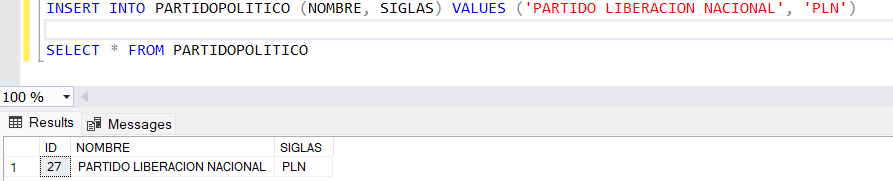 INSERT INTO PARTIDOPOLITICO (NOMBRE, SIGLAS) VALUES ('PARTIDO LIBERACION NACIONAL', 'PLN')
SELECT * FROM PARTIDOPOLITICO
100 %
Results Messages
ID NOMBRE SIGLAS
1 27 PARTIDO LIBERACION NACIONAL PLN